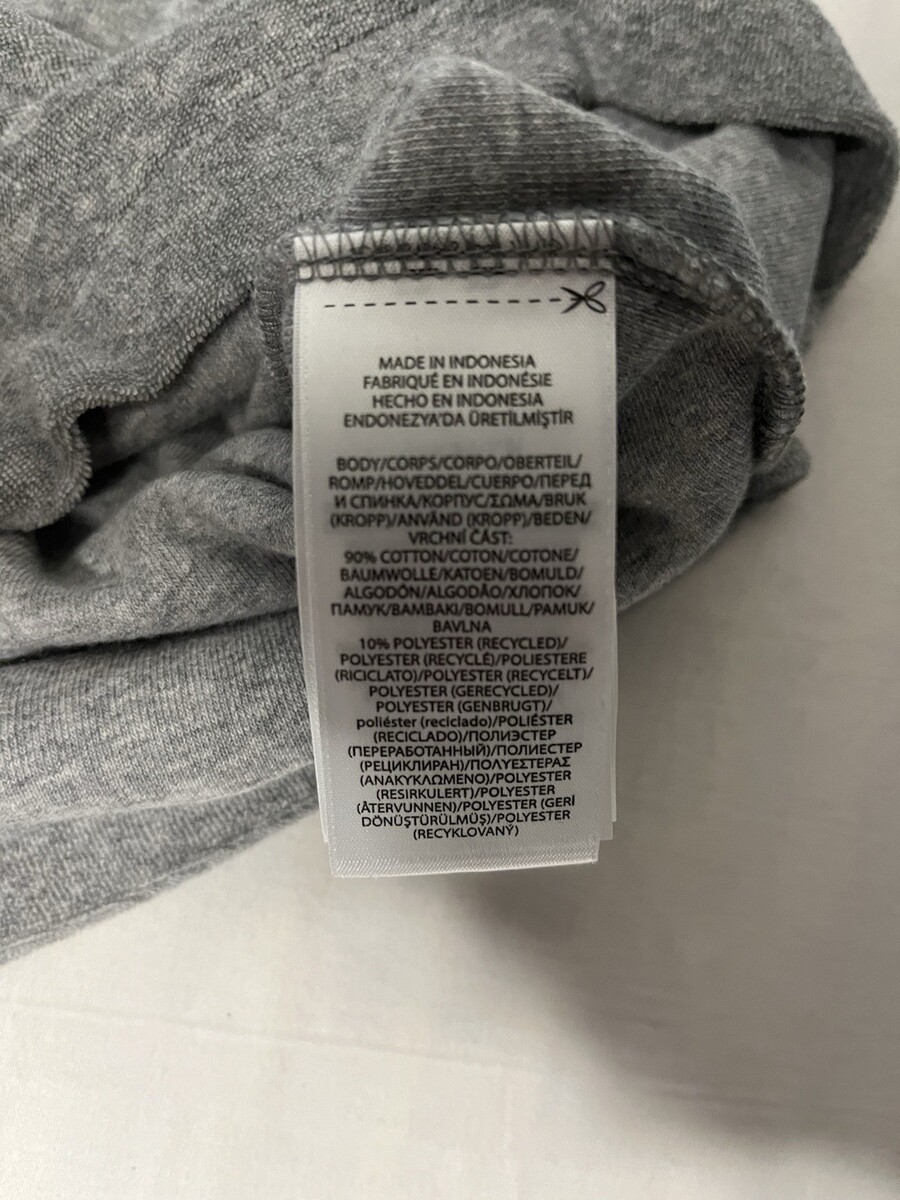 MADE IN INDONESIA
FABRIQUÉ EN INDONÉSIE
HECHO EN INDONESIA
ENDONEZYA'DA ÜRETİLMİŞTİR
BODY/CORPS/CORPO/OBERTEIL/
ROMP/HOVEDDEL/CUERPO/ПЕРЕД
И СПИНКА/КОРПУС/ΣΩΜΑ/BRUK
(KROPP)/ANVÄND (KROPP)/BEDEN/
VRCHNÍ ČÁST:
90% COTTON/COTON/COTONE/
BAUMWOLLE/KATOEN/BOMULD/
ALGODÓN/ALGODÃO/ХЛОПОК/
ПАМУК/ΒΑΜΒΑΚΙ/BOMULL/PAMUK/
BAVLNA
10% POLYESTER (RECYCLED)/
POLYESTER (RECYCLÉ)/POLIESTERE
(RICICLATO)/POLYESTER (RECYCELT)/
POLYESTER (GERECYCLED)/
POLYESTER (GENBRUGT)/
poliéster (reciclado)/POLIÉSTER
(RECICLADO)/ПОЛИЭСТЕР
(ПЕРЕРАБОТАННЫЙ)/ПОЛИЕСТЕР
(РЕЦИКЛИРАН)/ΠΟΛΥΕΣΤΕΡΑΣ
(ΑΝΑΚΥΚΛΩΜΕΝΟ)/POLYESTER
(RESIRKULERT)/POLYESTER
(ÅTERVUNNEN)/POLYESTER (GERİ
DÖNÜŞTÜRÜLMÜŞ)/POLYESTER
(RECYKLOVANÝ)